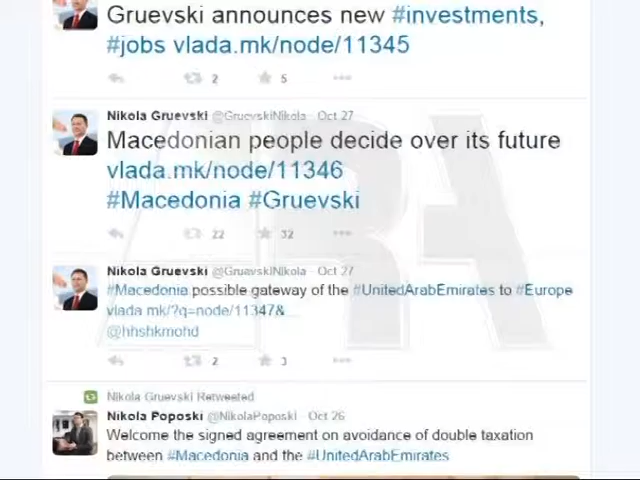 Gruevski announces new #investments,
#jobs vlada.mk/node/11345
2 5
Nikola Gruevski @GruevskiNikola · Oct 27
Macedonian people decide over its future
vlada.mk/node/11346
#Macedonia #Gruevski
22 32
Nikola Gruevski @GruevskiNikola · Oct 27
#Macedonia possible gateway of the #UnitedArabEmirates to #Europe
vlada.mk/?q=node/11347&
@hhshkmohd
2 3
Nikola Gruevski Retweeted
Nikola Poposki @NikolaPoposki · Oct 26
Welcome the signed agreement on avoidance of double taxation
between #Macedonia and the #UnitedArabEmirates